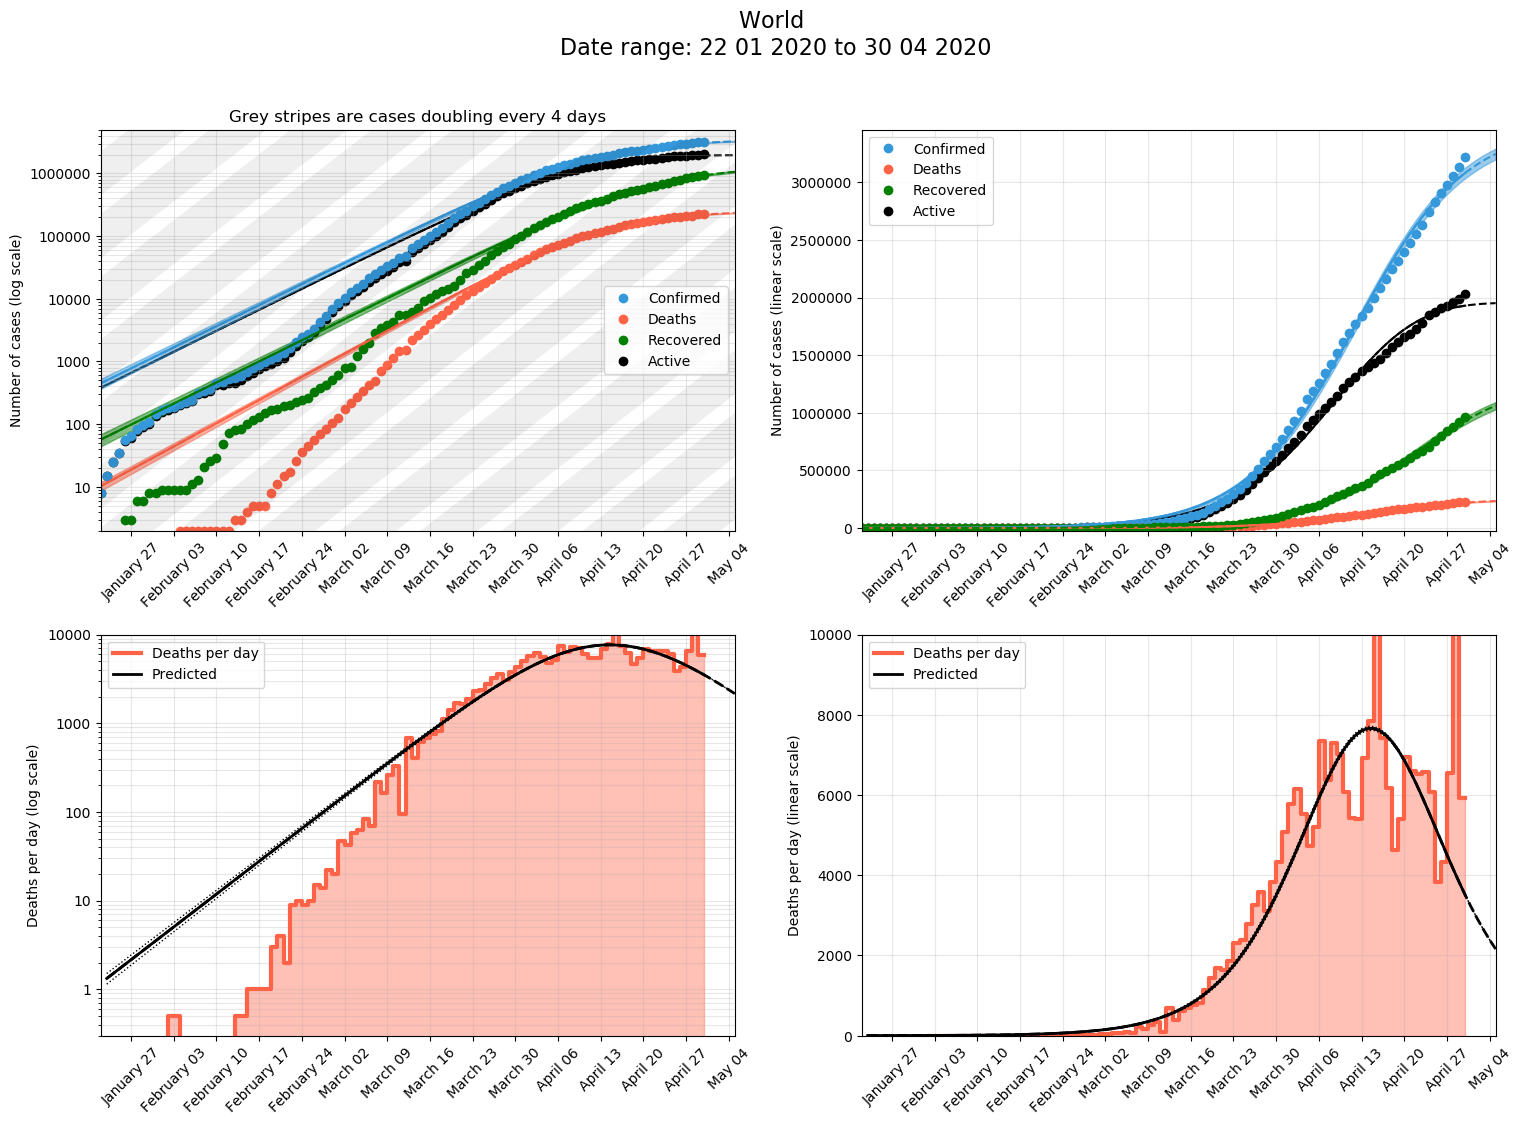 World
Date range: 22 01 2020 to 30 04 2020
Grey stripes are cases doubling every 4 days
Number of cases (log scale)
1000000
100000
10000
1000
100
10
Confirmed
Deaths
Recovered
Active
January 27
February 03
February 10
February 17
February 24
March 02
March 09
March 16
March 23
March 30
April 06
April 13
April 20
April 27
May 04
Number of cases (linear scale)
3000000
2500000
2000000
1500000
1000000
500000
0
Confirmed
Deaths
Recovered
Active
January 27
February 03
February 10
February 17
February 24
March 02
March 09
March 16
March 23
March 30
April 06
April 13
April 20
April 27
May 04
Deaths per day (log scale)
10000
1000
100
10
1
Deaths per day
Predicted
January 27
February 03
February 10
February 17
February 24
March 02
March 09
March 16
March 23
March 30
April 06
April 13
April 20
April 27
May 04
Deaths per day (linear scale)
10000
8000
6000
4000
2000
0
Deaths per day
Predicted
January 27
February 03
February 10
February 17
February 24
March 02
March 09
March 16
March 23
March 30
April 06
April 13
April 20
April 27
May 04